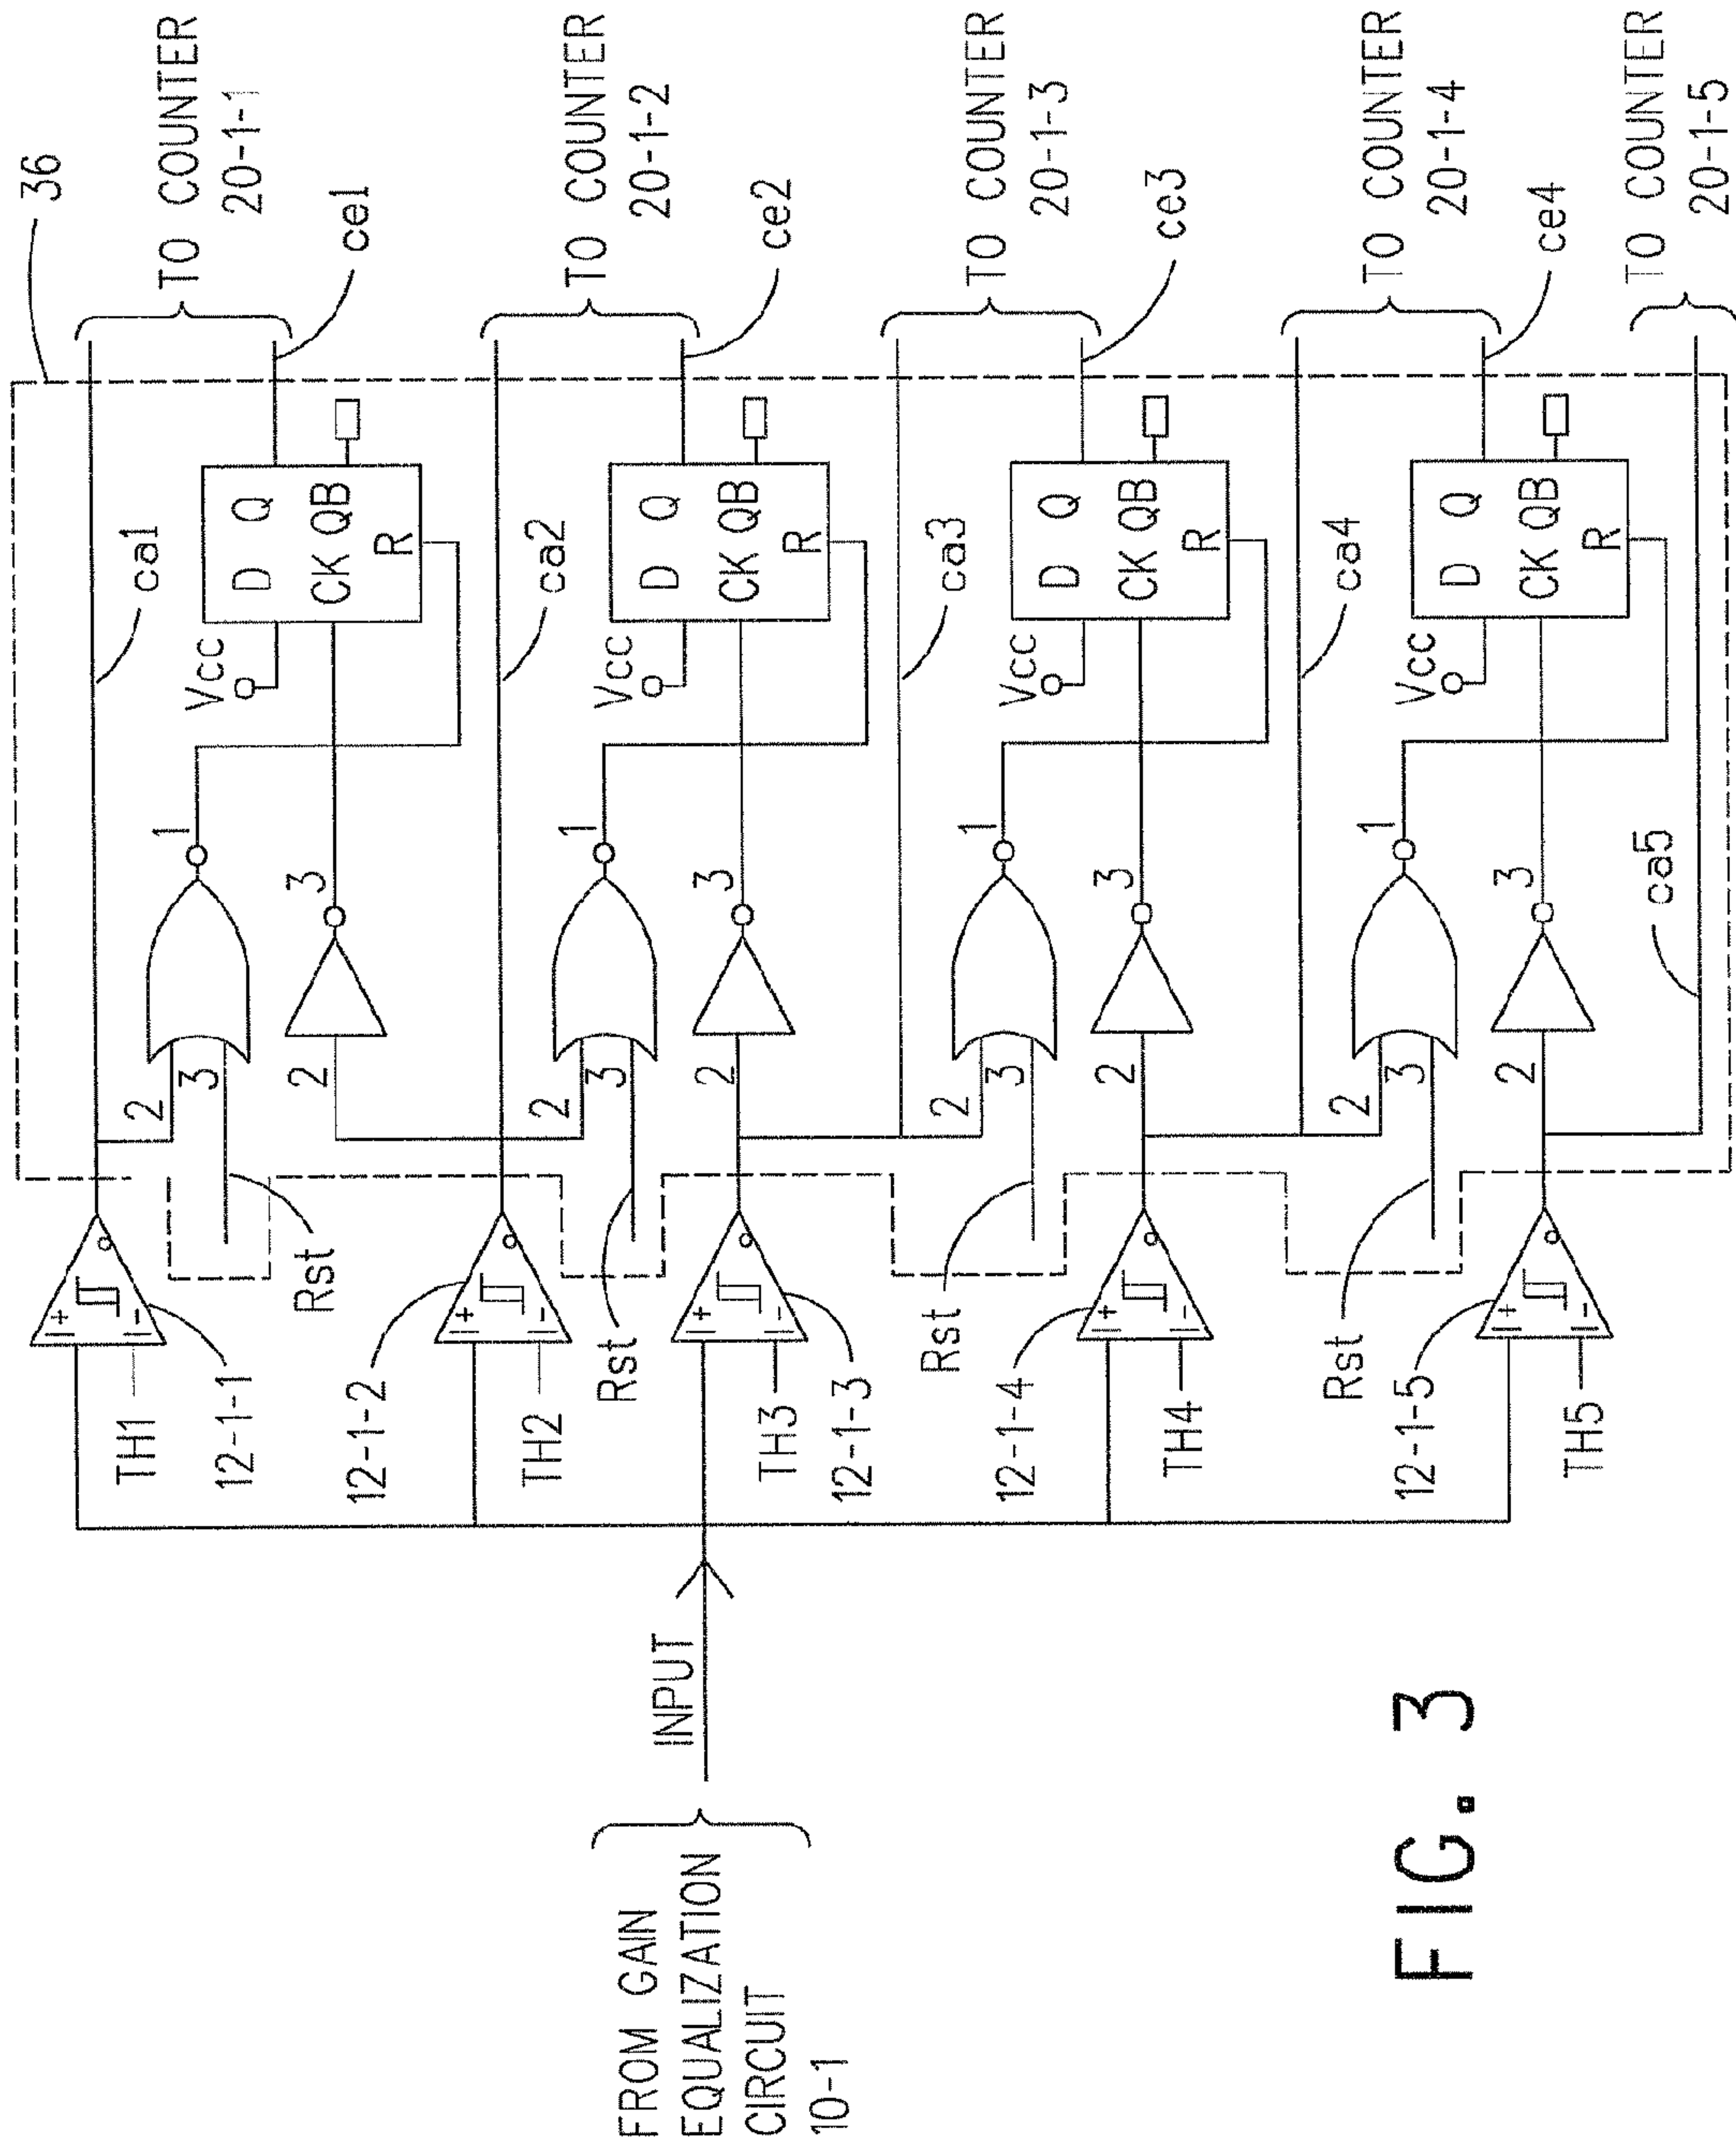 36
TO COUNTER
20-1-1
ca1
ce1
Vcc
D Q
CK QB
R
1
3
2
3
2
Rst
TH1
12-1-1
TO COUNTER
20-1-2
ca2
ce2
Vcc
D Q
CK QB
R
1
3
2
3
2
Rst
12-1-2
TH2
TO COUNTER
20-1-3
ca3
ce3
Vcc
D Q
CK QB
R
1
3
2
3
2
Rst
TH3
12-1-3
TO COUNTER
20-1-4
ca4
ce4
Vcc
D Q
CK QB
R
1
3
2
3
2
Rst
12-1-4
TH4
TO COUNTER
20-1-5
ca5
12-1-5
TH5
+
-
+
-
+
-
+
-
+
-
INPUT
FROM GAIN
EQUALIZATION
CIRCUIT
10-1
FIG. 3